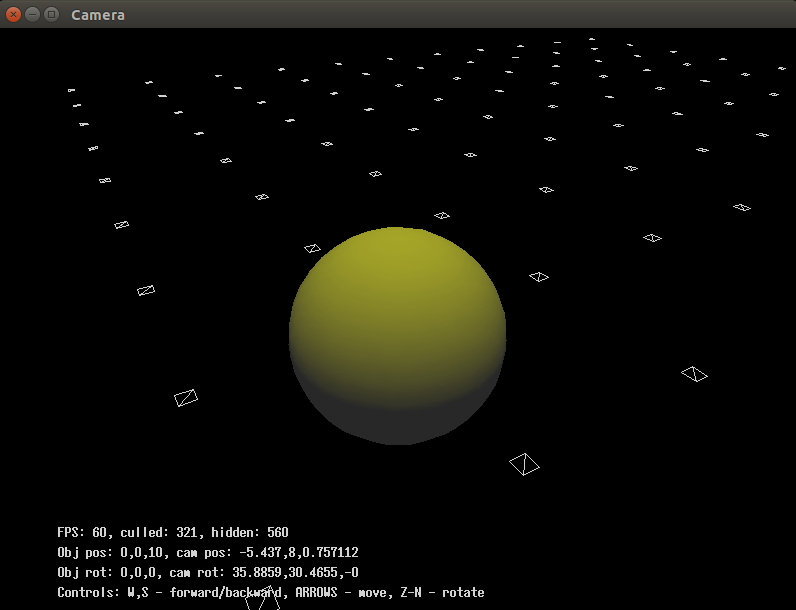 Camera
FPS: 60, culled: 321, hidden: 560
Obj pos: 0,0,10, cam pos: -5.437,8,0.757112
Obj rot: 0,0,0, cam rot: 35.8859,30.4655,-0
Controls: W,S - forward/backward, ARROWS - move, Z-N - rotate